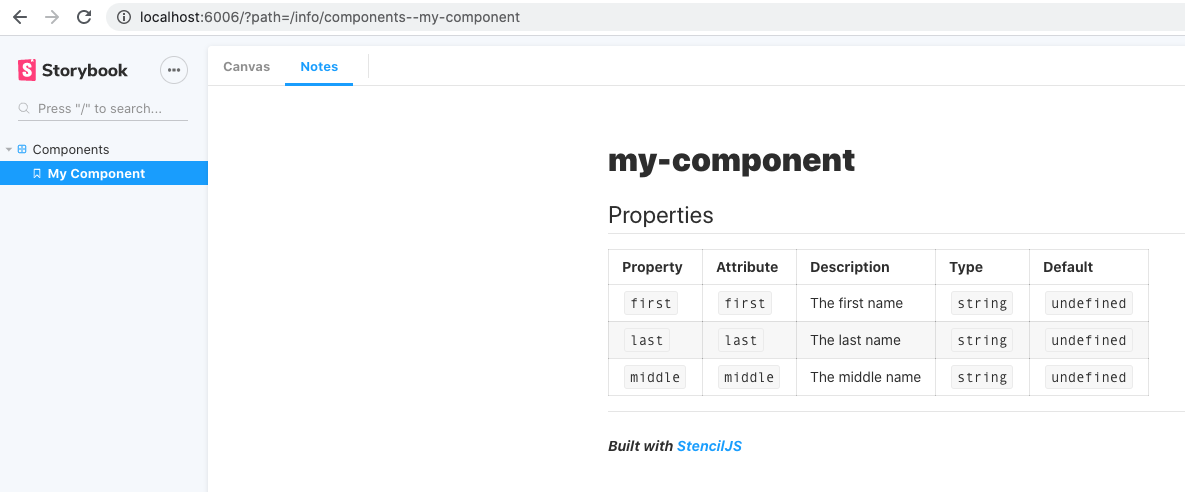 localhost:6006/?path=/info/components--my-component
Storybook
Canvas Notes
Press "/" to search...
Components
My Component
my-component
Properties
Property Attribute Description Type Default
first first The first name string undefined
last last The last name string undefined
middle middle The middle name string undefined
Built with StencilJS